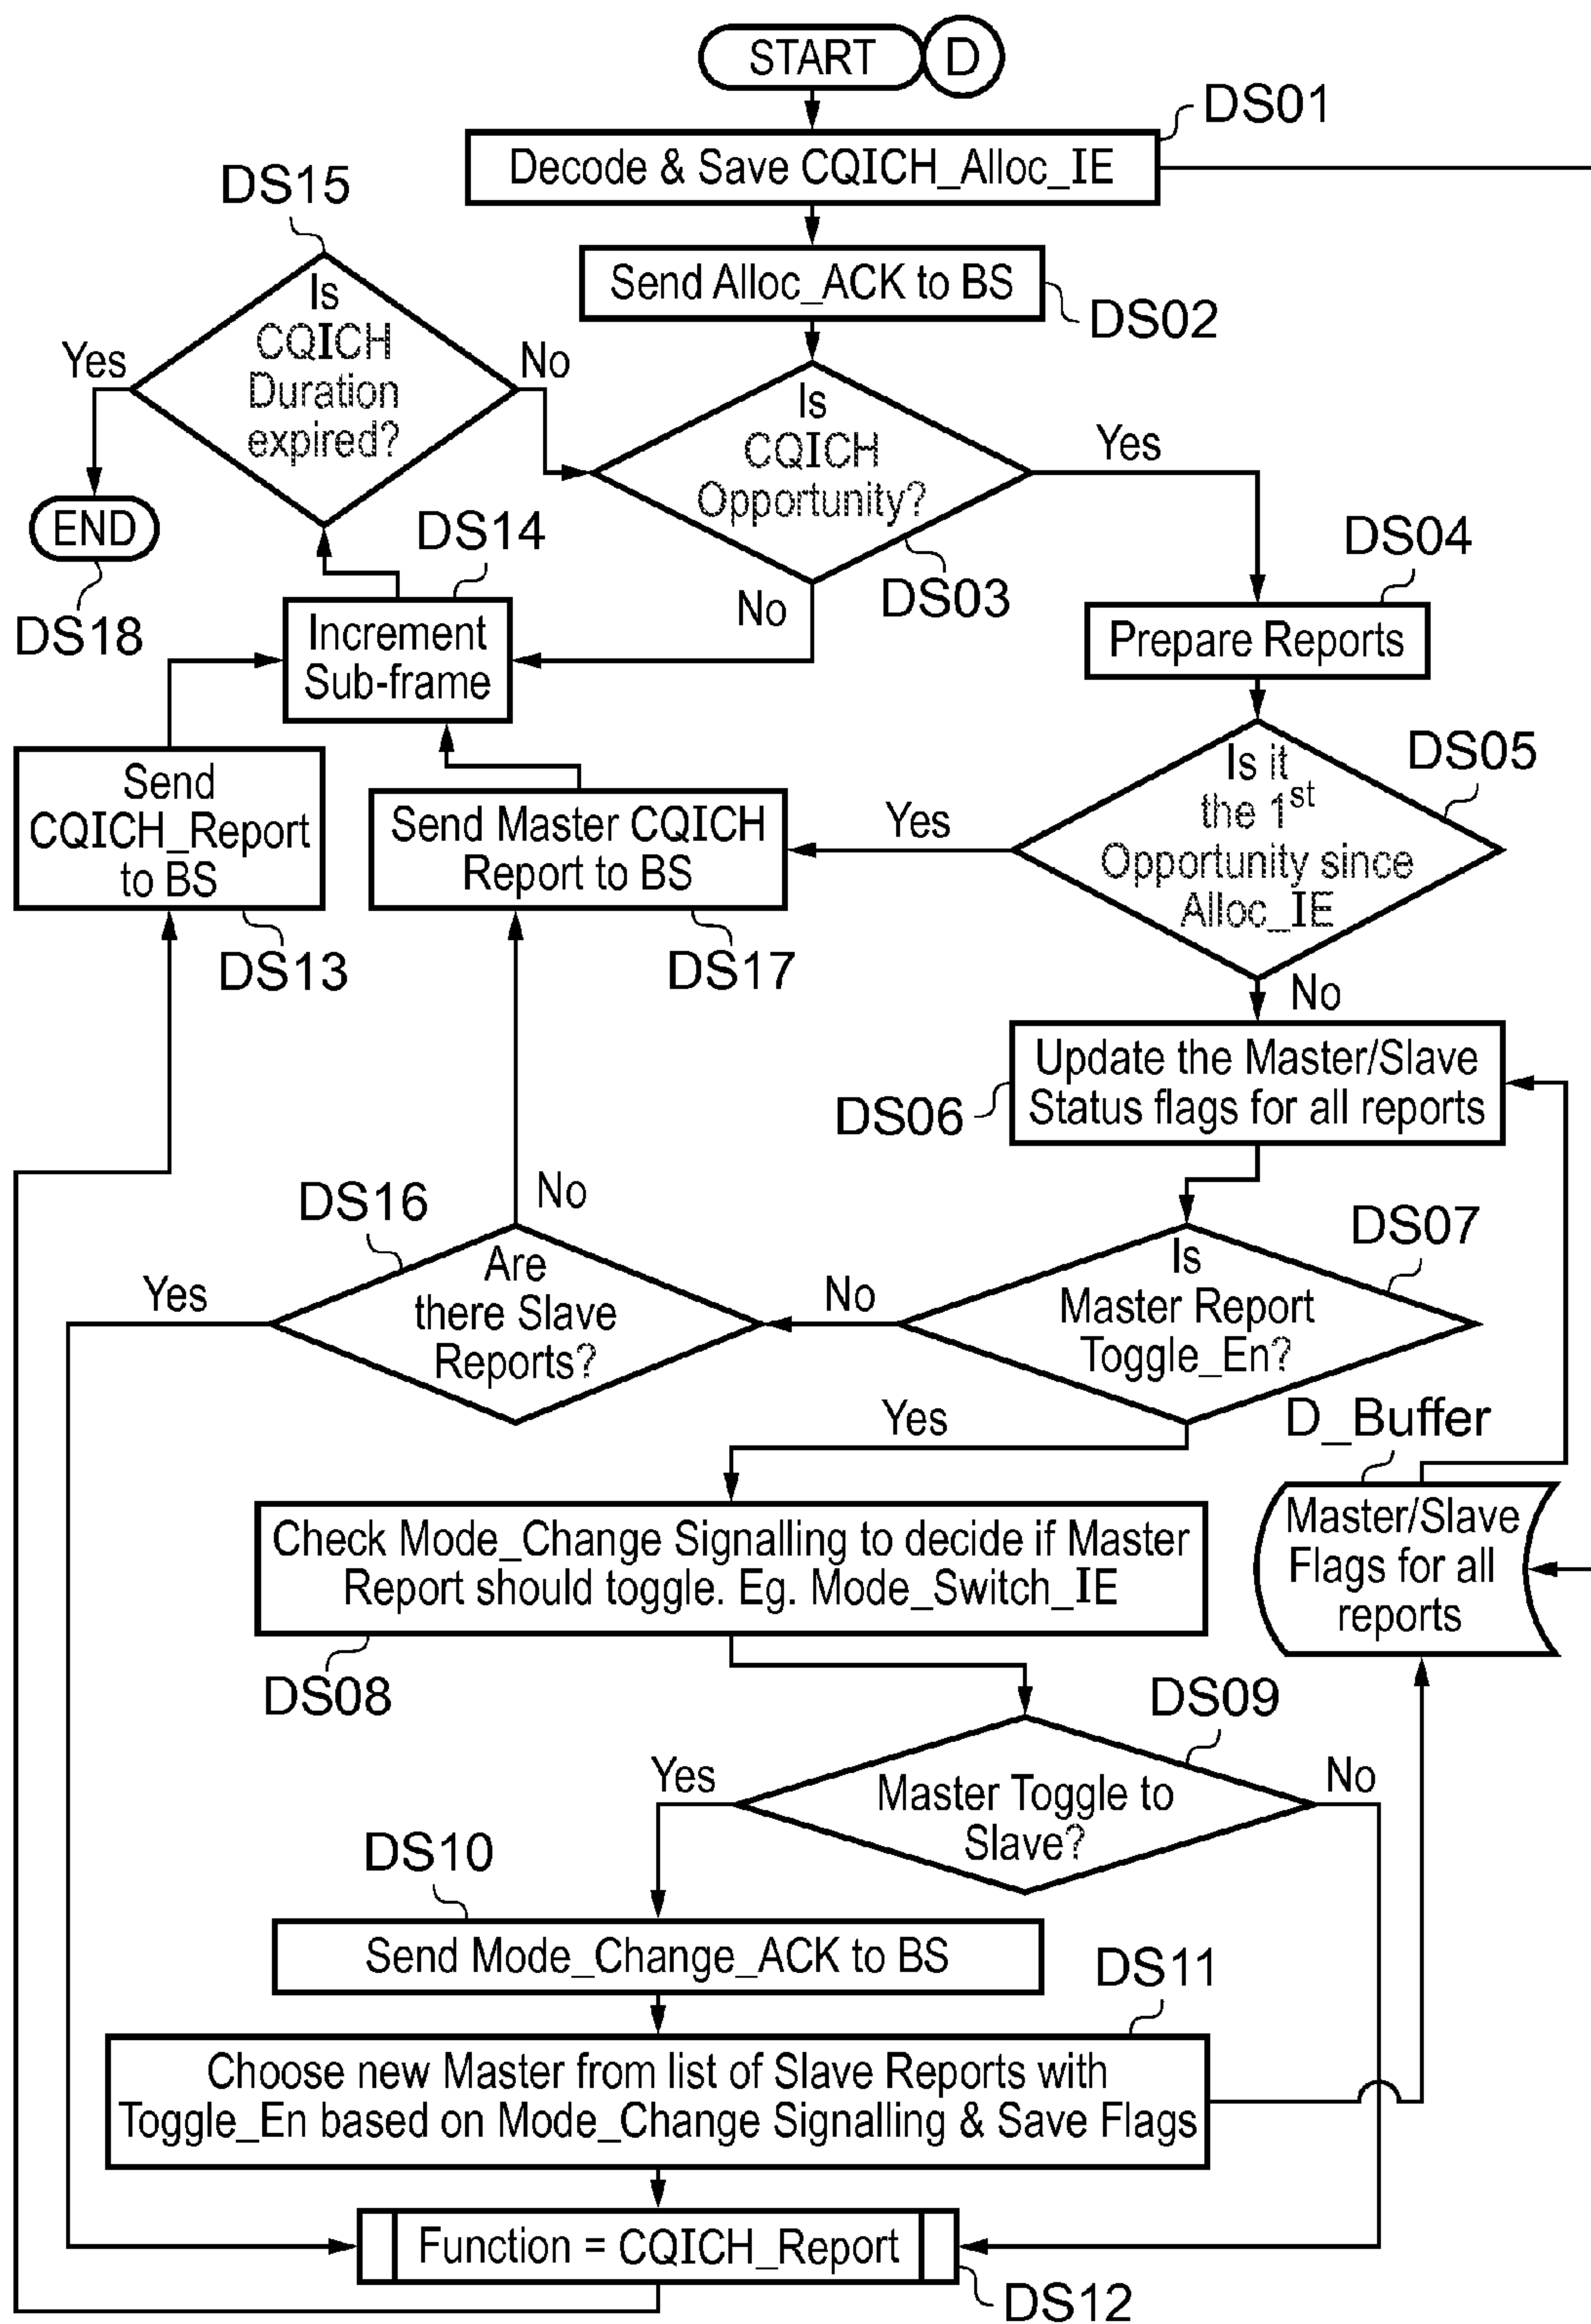 START
D
DS01
Decode & Save CQICH_Alloc_IE
DS15
Send Alloc_ACK to BS
DS02
Is
CQICH
Duration
expired?
Yes
No
Is
CQICH
Opportunity?
Yes
No
DS03
END
DS18
DS14
Increment
Sub-frame
DS04
Prepare Reports
Is it
the 1st
Opportunity since
Alloc_IE
DS05
Yes
No
Send
CQICH_Report
to BS
DS13
Send Master CQICH
Report to BS
DS17
Update the Master/Slave
Status flags for all reports
DS06
DS16
No
Are
there Slave
Reports?
Yes
No
Is
Master Report
Toggle_En?
DS07
Yes
D_Buffer
Master/Slave
Flags for all
reports
Check Mode_Change Signalling to decide if Master
Report should toggle. Eg. Mode_Switch_IE
DS08
DS09
Yes
Master Toggle to
Slave?
No
DS10
Send Mode_Change_ACK to BS
DS11
Choose new Master from list of Slave Reports with
Toggle_En based on Mode_Change Signalling & Save Flags
Function = CQICH_Report
DS12